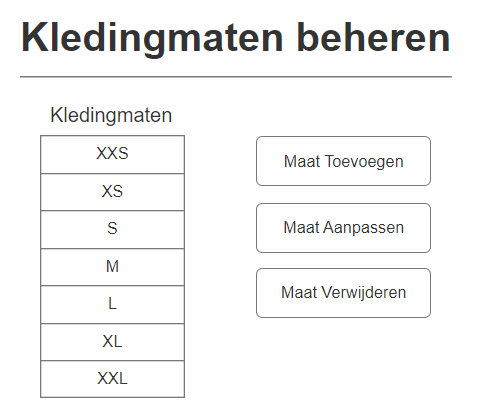 Kledingmaten beheren
Kledingmaten
XXS
XS
S
M
L
XL
XXL
Maat Toevoegen
Maat Aanpassen
Maat Verwijderen